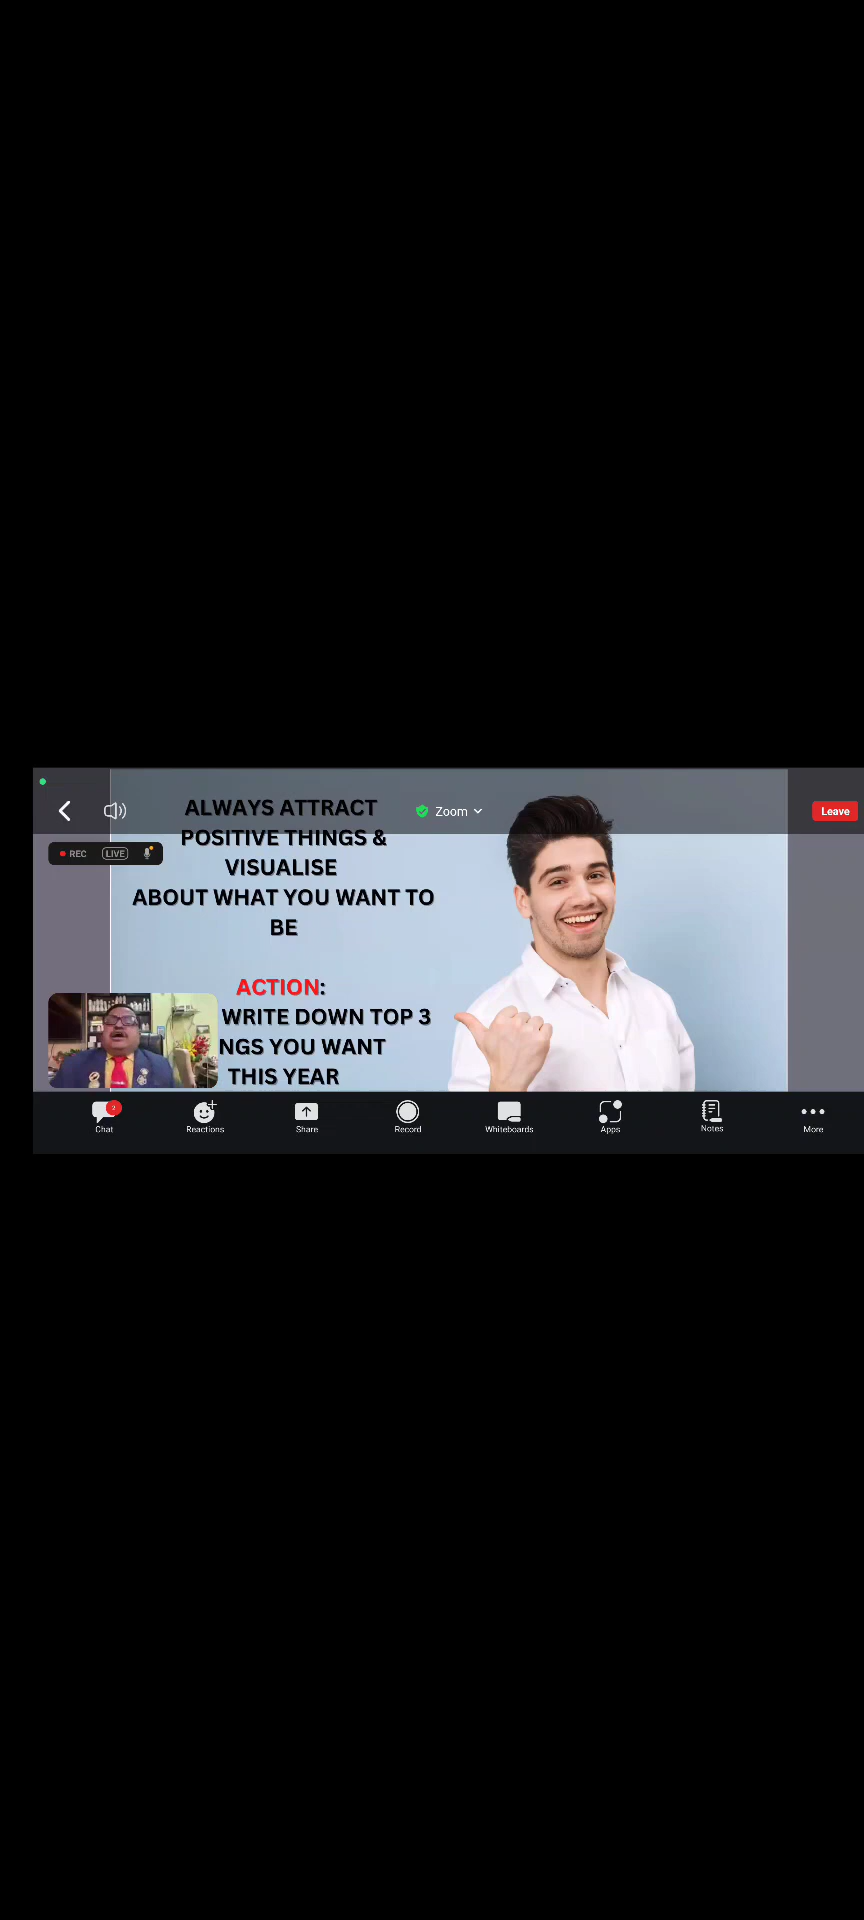 Zoom
Leave
REC LIVE
ALWAYS ATTRACT
POSITIVE THINGS &
VISUALISE
ABOUT WHAT YOU WANT TO
BE
ACTION:
WRITE DOWN TOP 3
NGS YOU WANT
THIS YEAR
2
Chat
Reactions
Share
Record
Whiteboards
Apps
Notes
More